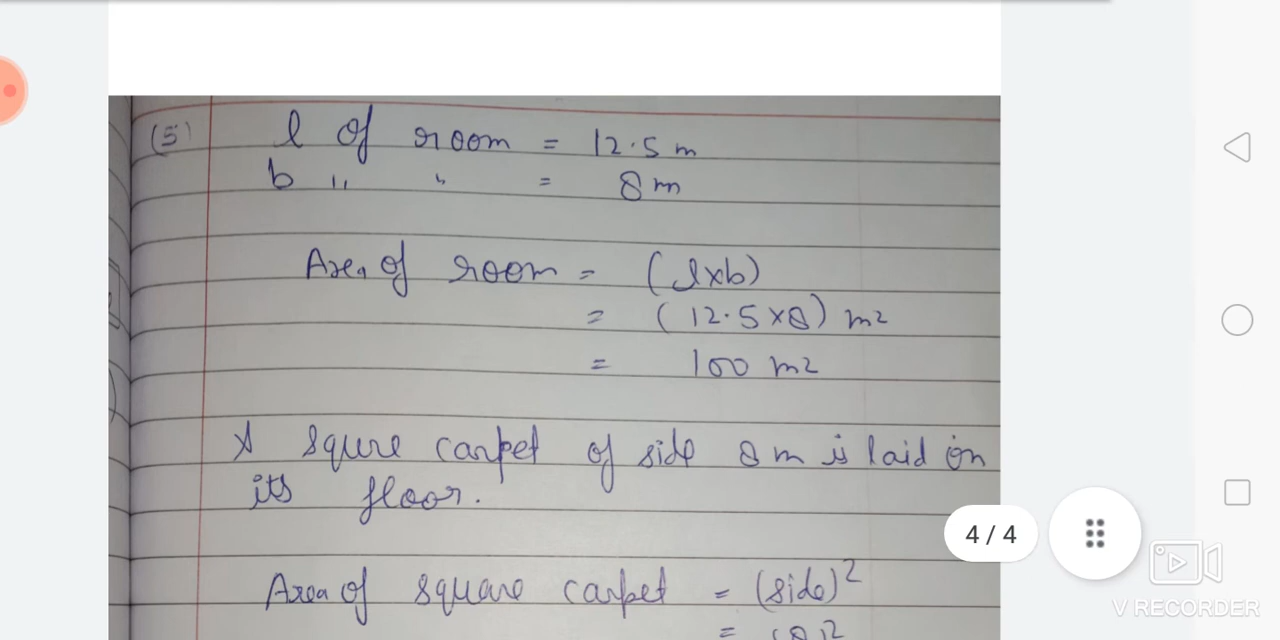 (5) l of room = 12.5 m
b 〃 〃 = 8 m
Area of room = (l×b)
= (12.5×8) m2
= 100 m2
A squre carpet of side 8 m is laid on
its floor.
4 / 4
Area of square carpet = (side)²
V RECORDER